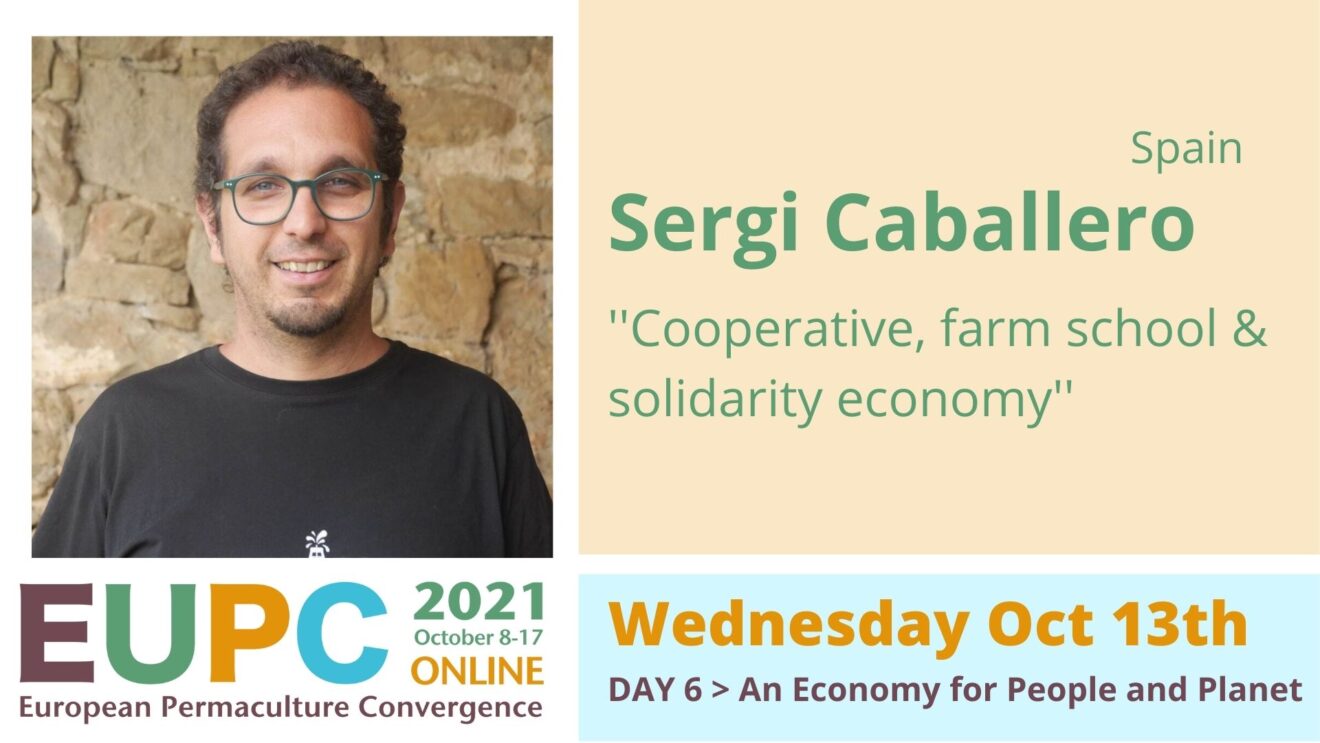 Spain
Sergi Caballero
''Cooperative, farm school &
solidarity economy''
EUPC
2021
October 8-17
ONLINE
European Permaculture Convergence
Wednesday Oct 13th
DAY 6 > An Economy for People and Planet